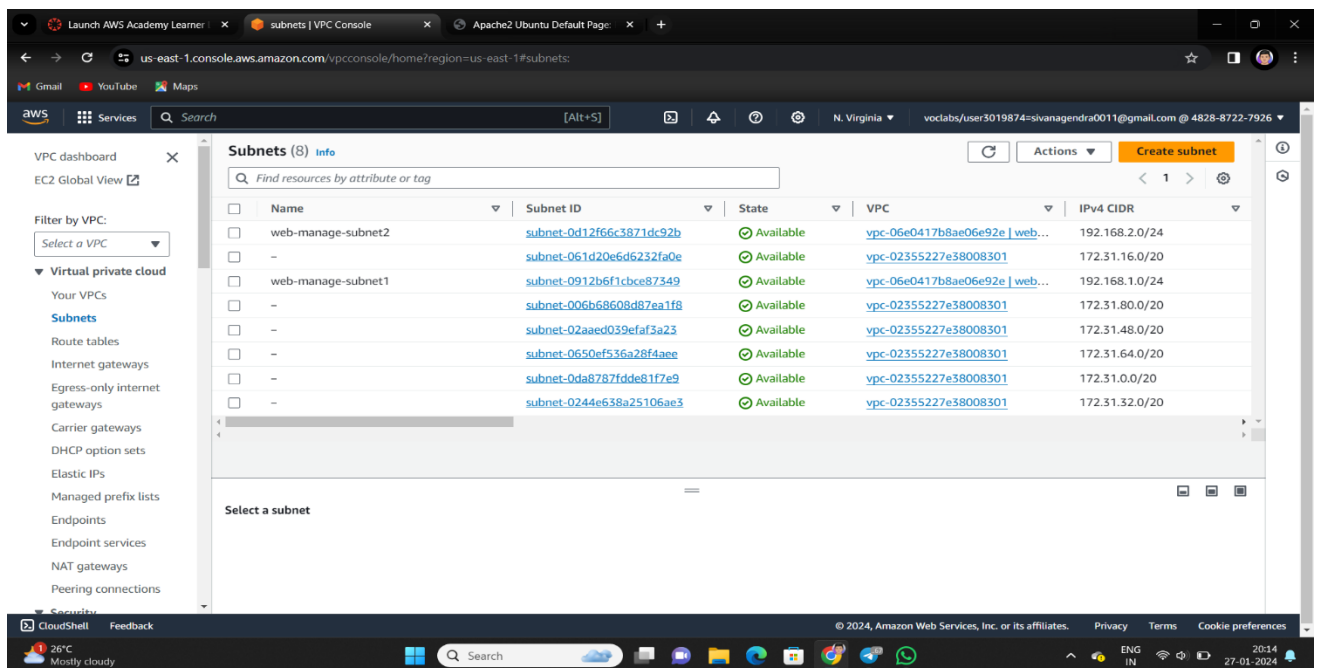 Launch AWS Academy Learner
subnets | VPC Console
Apache2 Ubuntu Default Page:
us-east-1.console.aws.amazon.com/vpcconsole/home?region=us-east-1#subnets:
Gmail YouTube Maps
aws Services Search [Alt+S] N. Virginia voclabs/user3019874=sivanagendra0011@gmail.com @ 4828-8722-7926
VPC dashboard
EC2 Global View
Filter by VPC:
Select a VPC
Virtual private cloud
Your VPCs
Subnets
Route tables
Internet gateways
Egress-only internet
gateways
Carrier gateways
DHCP option sets
Elastic IPs
Managed prefix lists
Endpoints
Endpoint services
NAT gateways
Peering connections
Security
Subnets (8) Info
Actions
Create subnet
Find resources by attribute or tag
1
Name Subnet ID State VPC IPv4 CIDR
web-manage-subnet2 subnet-0d12f66c3871dc92b Available vpc-06e0417b8ae06e92e | web... 192.168.2.0/24
– subnet-061d20e6d6232fa0e Available vpc-02355227e38008301 172.31.16.0/20
web-manage-subnet1 subnet-0912b6f1cbce87349 Available vpc-06e0417b8ae06e92e | web... 192.168.1.0/24
– subnet-006b68608d87ea1f8 Available vpc-02355227e38008301 172.31.80.0/20
– subnet-02aaed039efaf3a23 Available vpc-02355227e38008301 172.31.48.0/20
– subnet-0650ef536a28f4aee Available vpc-02355227e38008301 172.31.64.0/20
– subnet-0da8787fdde81f7e9 Available vpc-02355227e38008301 172.31.0.0/20
– subnet-0244e638a25106ae3 Available vpc-02355227e38008301 172.31.32.0/20
Select a subnet
CloudShell Feedback © 2024, Amazon Web Services, Inc. or its affiliates. Privacy Terms Cookie preferences
1
26°C
Mostly cloudy
Search
ENG
IN
20:14
27-01-2024